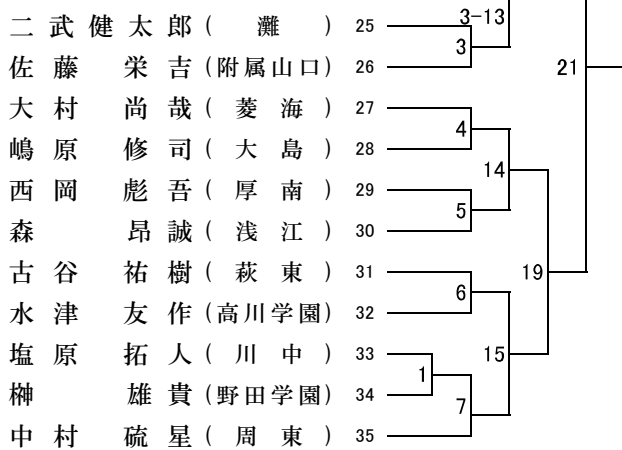 二武健太郎(灘)25
3-13
3
佐藤栄吉(附属山口)26
21
大村尚哉(菱海)27
4
嶋原修司(大島)28
14
西岡彪吾(厚南)29
5
森昂誠(浅江)30
古谷祐樹(萩東)31
19
6
水津友作(高川学園)32
塩原拓人(川中)33
15
1
榊雄貴(野田学園)34
7
中村硫星(周東)35